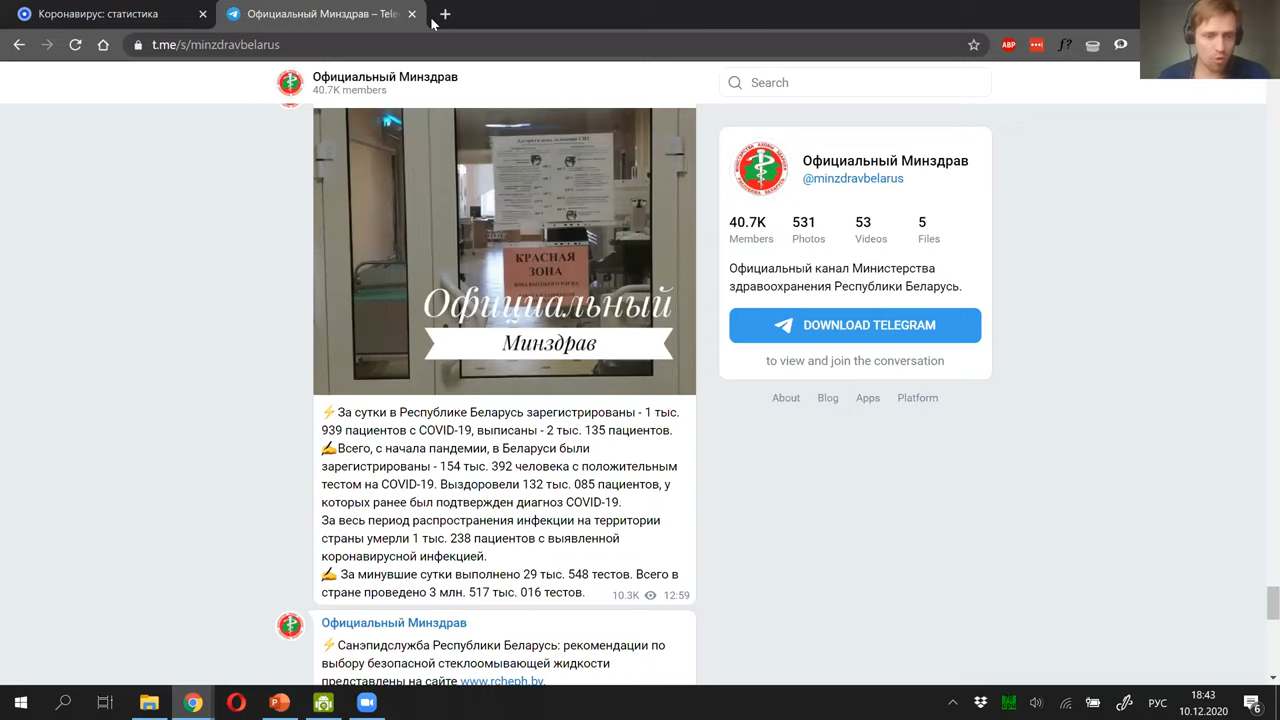 Коронавирус: статистика
Официальный Минздрав – Tele
t.me/s/minzdravbelarus
ABP
f?
Официальный Минздрав
40.7K members
Search
КРАСНАЯ
ЗОНА
Официальный
Минздрав
⚡За сутки в Республике Беларусь зарегистрированы - 1 тыс.
939 пациентов с COVID-19, выписаны - 2 тыс. 135 пациентов.
✍Всего, с начала пандемии, в Беларуси были
зарегистрированы - 154 тыс. 392 человека с положительным
тестом на COVID-19. Выздоровели 132 тыс. 085 пациентов, у
которых ранее был подтвержден диагноз COVID-19.
За весь период распространения инфекции на территории
страны умерли 1 тыс. 238 пациентов с выявленной
коронавирусной инфекцией.
✍ За минувшие сутки выполнено 29 тыс. 548 тестов. Всего в
стране проведено 3 млн. 517 тыс. 016 тестов.
10.3K 12:59
Официальный Минздрав
⚡Санэпидслужба Республики Беларусь: рекомендации по
выбору безопасной стеклоомывающей жидкости
представлены на сайте www.rcheph.by.
Официальный Минздрав
@minzdravbelarus
40.7K 531 53 5
Members Photos Videos Files
Официальный канал Министерства
здравоохранения Республики Беларусь.
DOWNLOAD TELEGRAM
to view and join the conversation
About Blog Apps Platform
РУС
18:43
10.12.2020
6